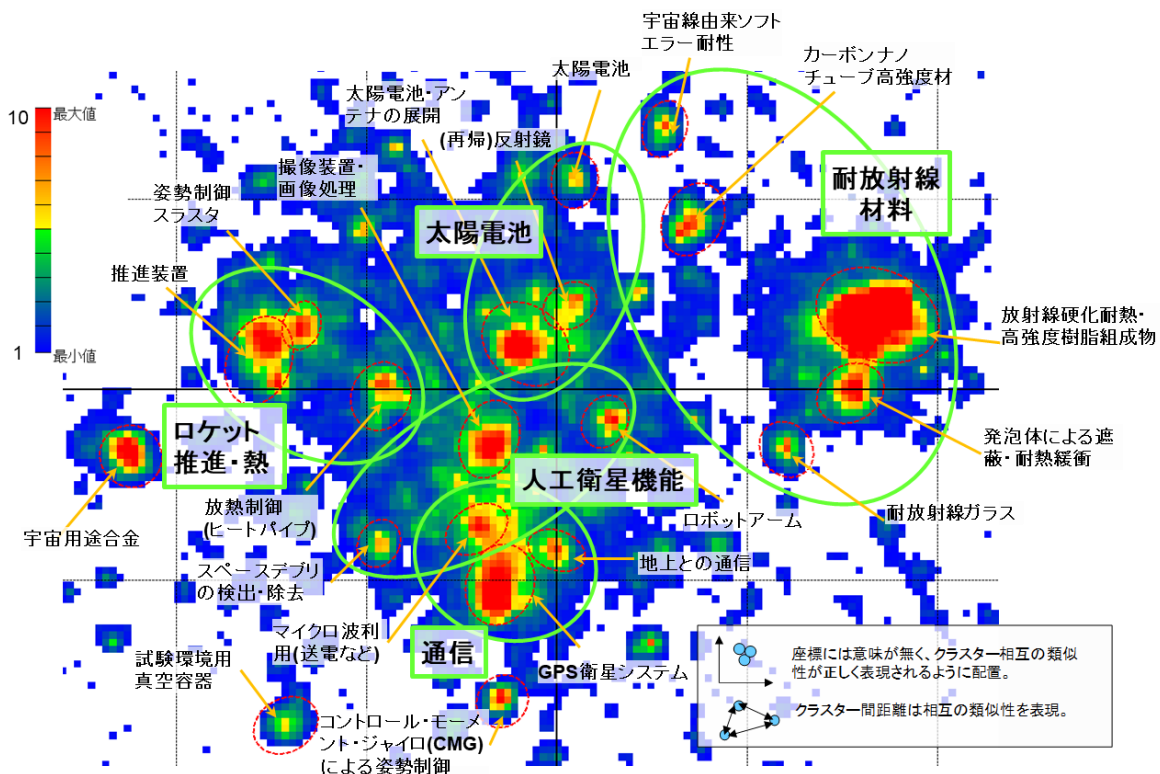 宇宙線由来ソフト
エラー耐性
カーボンナノ
チューブ高強度材
太陽電池
太陽電池・アン
テナの展開
(再帰)反射鏡
撮像装置・
画像処理
10
最大値
1
最小値
姿勢制御
スラスタ
推進装置
太陽電池
耐放射線
材料
放射線硬化耐熱・
高強度樹脂組成物
発泡体による遮
蔽・耐熱緩衝
耐放射線ガラス
ロケット
推進・熱
人工衛星機能
ロボットアーム
宇宙用途合金
放熱制御
(ヒートパイプ)
スペースデブリ
の検出・除去
地上との通信
マイクロ波利
用(送電など)
通信
GPS衛星システム
試験環境用
真空容器
コントロール・モーメ
ント・ジャイロ(CMG)
による姿勢制御
座標には意味が無く、クラスター相互の類似
性が正しく表現されるように配置。
クラスター間距離は相互の類似性を表現。